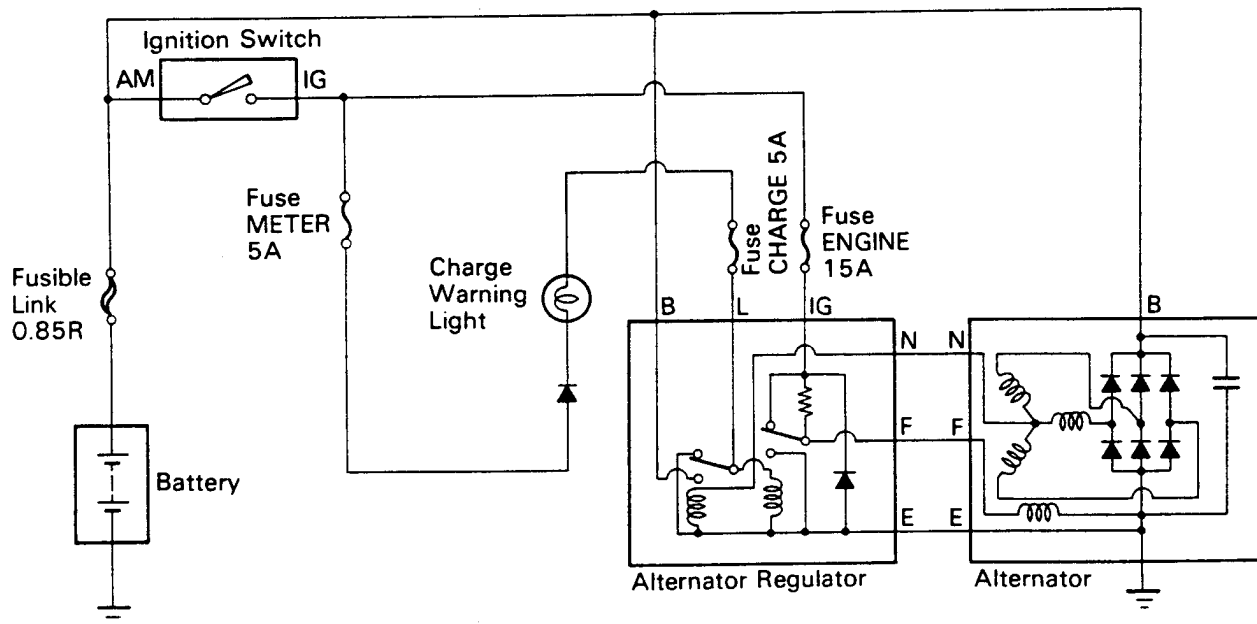 Ignition Switch
AM
IG
Fuse
METER
5A
Fusible
Link
0.85R
Charge
Warning
Light
Fuse
CHARGE 5A
Fuse
ENGINE
15A
B
L
IG
B
N
N
F
F
E
E
Battery
Alternator Regulator
Alternator